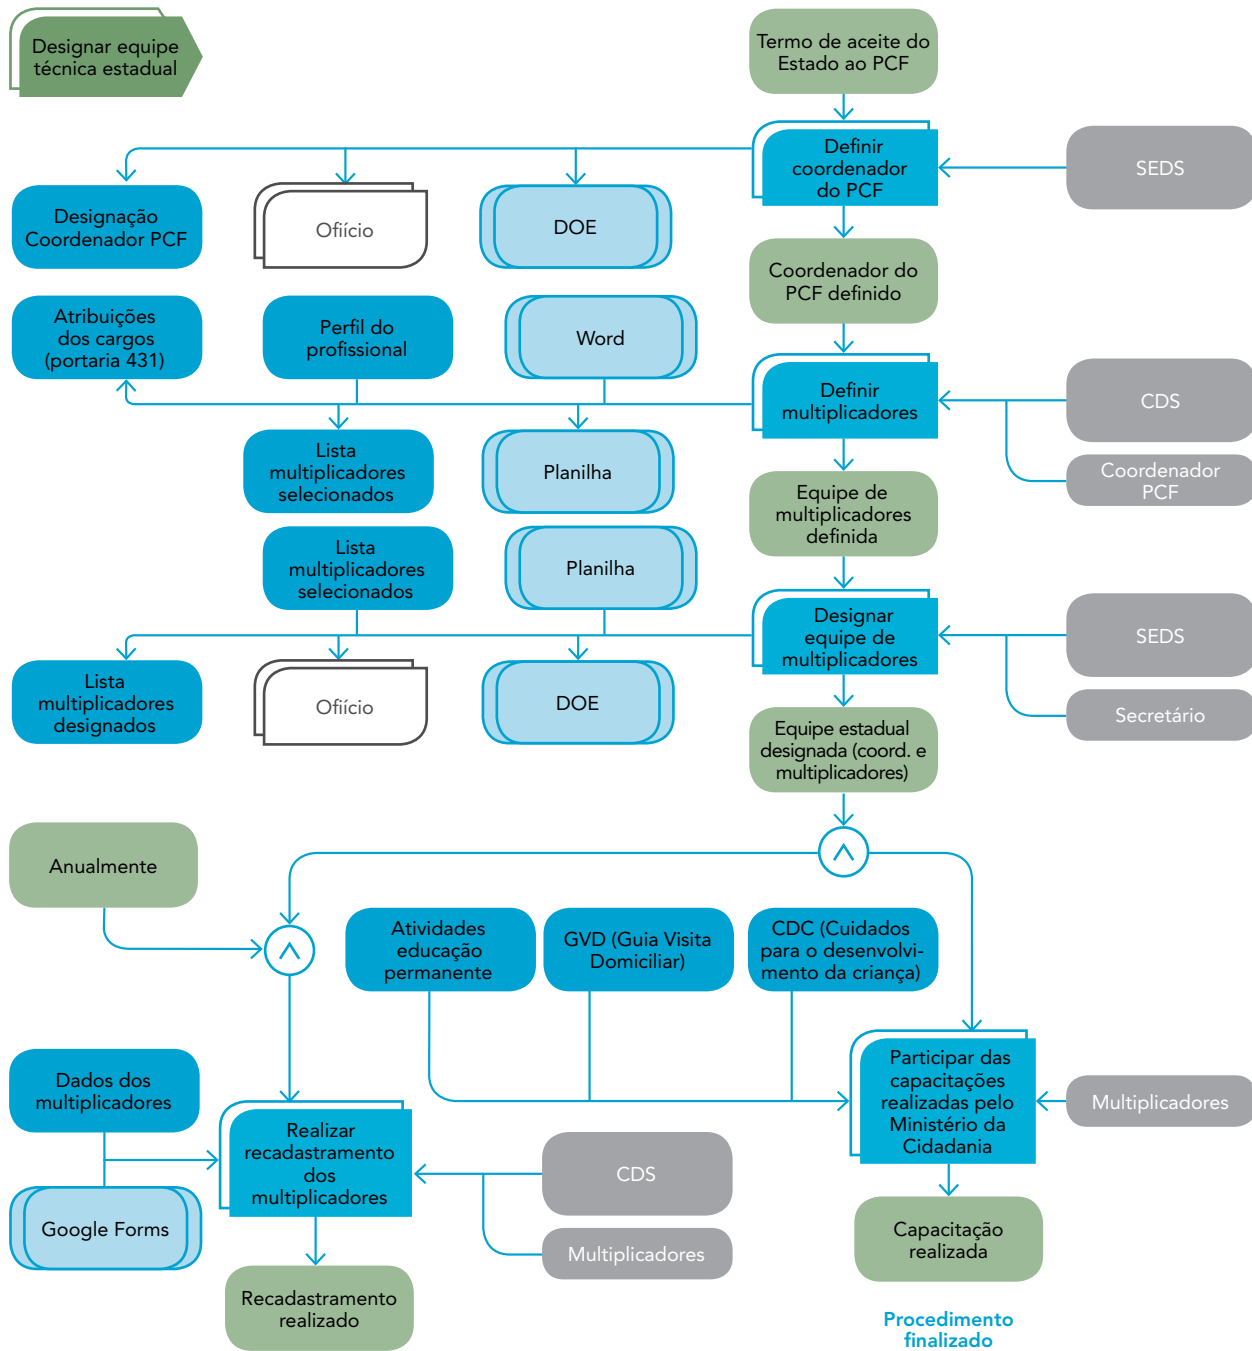 Designar equipe
técnica estadual
Termo de aceite do
Estado ao PCF
Definir
coordenador
do PCF
SEDS
Designação
Coordenador PCF
Ofiício
DOE
Coordenador do
PCF definido
Atribuições
dos cargos
(portaria 431)
Perfil do
profissional
Word
Definir
multiplicadores
CDS
Coordenador
PCF
Lista
multiplicadores
selecionados
Planilha
Equipe de
multiplicadores
definida
Lista
multiplicadores
selecionados
Planilha
Designar
equipe de
multiplicadores
SEDS
Secretário
Lista
multiplicadores
designados
Ofiício
DOE
Equipe estadual
designada (coord. e
multiplicadores)
Anualmente
Atividades
educação
permanente
GVD (Guia Visita
Domiciliar)
CDC (Cuidados
para o desenvolvi-
mento da criança)
Dados dos
multiplicadores
Google Forms
Realizar
recadastramento
dos
multiplicadores
CDS
Multiplicadores
Participar das
capacitações
realizadas pelo
Ministério da
Cidadania
Multiplicadores
Capacitação
realizada
Recadastramento
realizado
Procedimento
finalizado